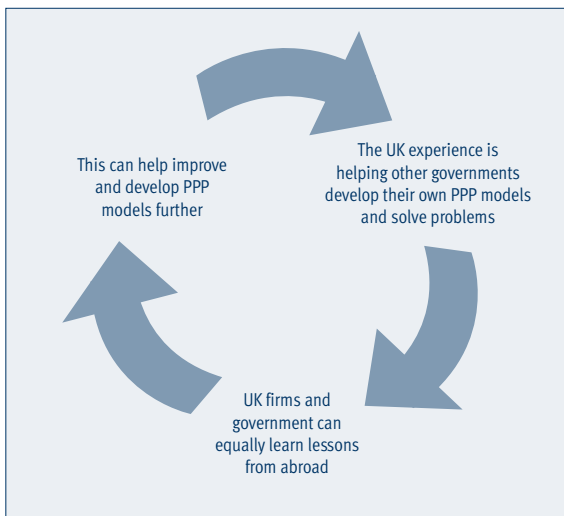 This can help improve
and develop PPP
models further
The UK experience is
helping other governments
develop their own PPP models
and solve problems
UK firms and
government can
equally learn lessons
from abroad